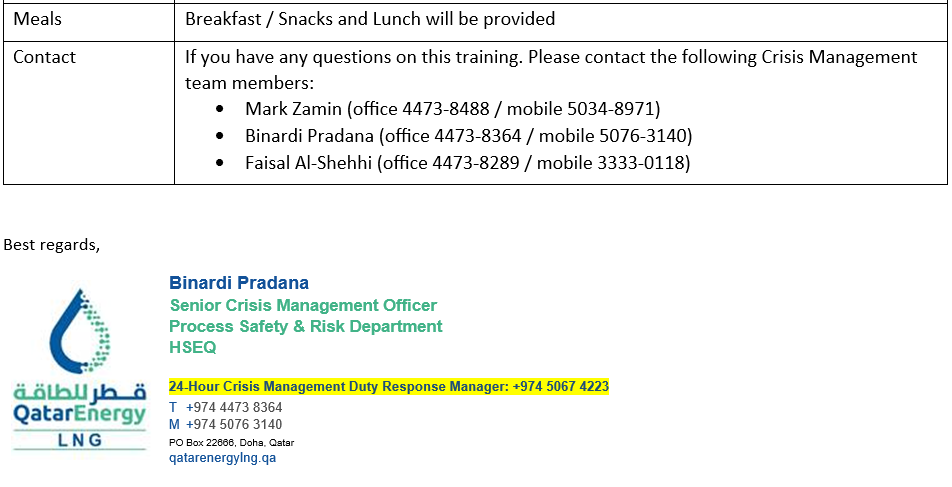 Meals
Breakfast / Snacks and Lunch will be provided
Contact
If you have any questions on this training. Please contact the following Crisis Management
team members:
• Mark Zamin (office 4473-8488 / mobile 5034-8971)
• Binardi Pradana (office 4473-8364 / mobile 5076-3140)
• Faisal Al-Shehhi (office 4473-8289 / mobile 3333-0118)
Best regards,
Binardi Pradana
Senior Crisis Management Officer
Process Safety & Risk Department
HSEQ
24-Hour Crisis Management Duty Response Manager: +974 5067 4223
T +974 4473 8364
M +974 5076 3140
PO Box 22666, Doha, Qatar
qatarenergylng.qa
قطر للطاقة
QatarEnergy
LNG